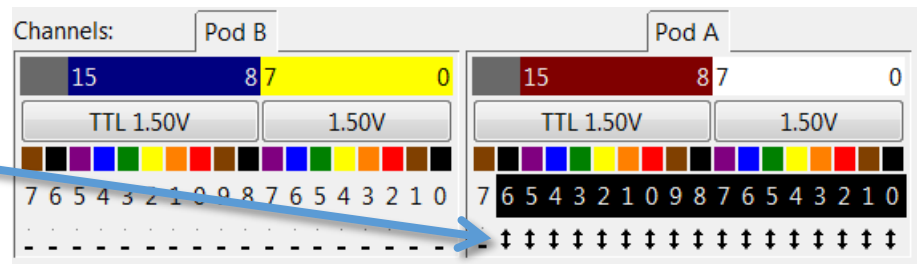 Channels: Pod B Pod A
15 8 7 0 15 8 7 0
TTL 1.50V 1.50V TTL 1.50V 1.50V
7 6 5 4 3 2 1 0 9 8 7 6 5 4 3 2 1 0 7 6 5 4 3 2 1 0 9 8 7 6 5 4 3 2 1 0